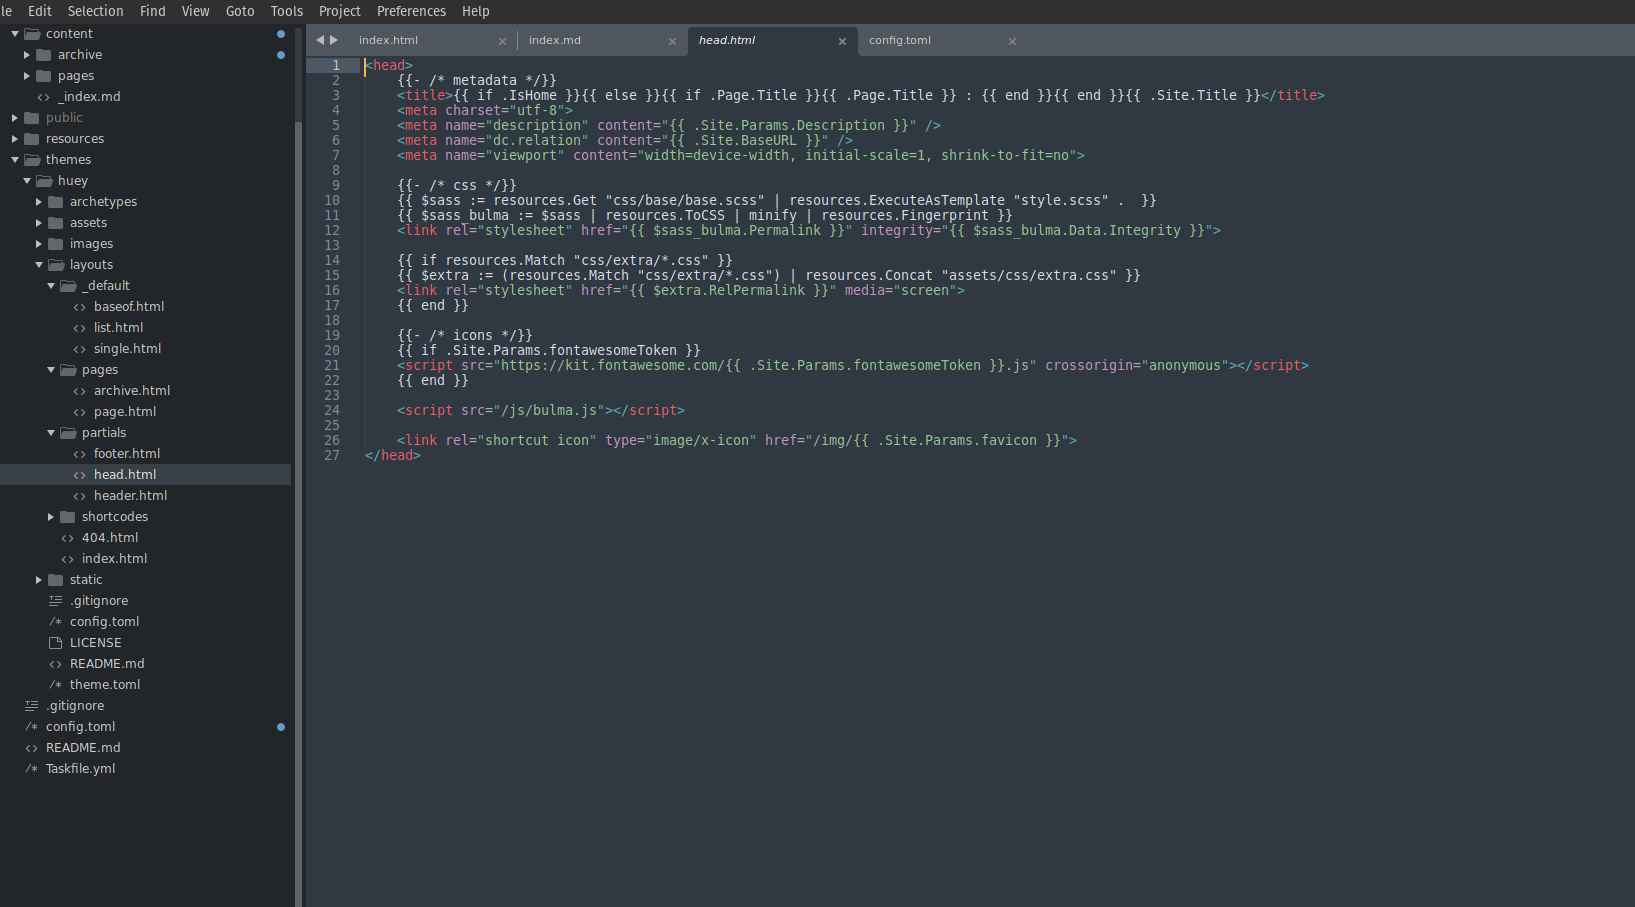 le Edit Selection Find View Goto Tools Project Preferences Help
content
archive
pages
_index.md
public
resources
themes
huey
archetypes
assets
images
layouts
_default
baseof.html
list.html
single.html
pages
archive.html
page.html
partials
footer.html
head.html
header.html
shortcodes
404.html
index.html
static
.gitignore
config.toml
LICENSE
README.md
theme.toml
.gitignore
config.toml
README.md
Taskfile.yml
index.html index.md head.html config.toml
1 <head>
2 {{- /* metadata */}}
3 <title>{{ if .IsHome }}{{ else }}{{ if .Page.Title }}{{ .Page.Title }} : {{ end }}{{ end }}{{ .Site.Title }}</title>
4 <meta charset="utf-8">
5 <meta name="description" content="{{ .Site.Params.Description }}" />
6 <meta name="dc.relation" content="{{ .Site.BaseURL }}" />
7 <meta name="viewport" content="width=device-width, initial-scale=1, shrink-to-fit=no">
8
9 {{- /* css */}}
10 {{ $sass := resources.Get "css/base/base.scss" | resources.ExecuteAsTemplate "style.scss" .  }}
11 {{ $sass_bulma := $sass | resources.ToCSS | minify | resources.Fingerprint }}
12 <link rel="stylesheet" href="{{ $sass_bulma.Permalink }}" integrity="{{ $sass_bulma.Data.Integrity }}">
13
14 {{ if resources.Match "css/extra/*.css" }}
15 {{ $extra := (resources.Match "css/extra/*.css") | resources.Concat "assets/css/extra.css" }}
16 <link rel="stylesheet" href="{{ $extra.RelPermalink }}" media="screen">
17 {{ end }}
18
19 {{- /* icons */}}
20 {{ if .Site.Params.fontawesomeToken }}
21 <script src="https://kit.fontawesome.com/{{ .Site.Params.fontawesomeToken }}.js" crossorigin="anonymous"></script>
22 {{ end }}
23
24 <script src="/js/bulma.js"></script>
25
26 <link rel="shortcut icon" type="image/x-icon" href="/img/{{ .Site.Params.favicon }}">
27 </head>